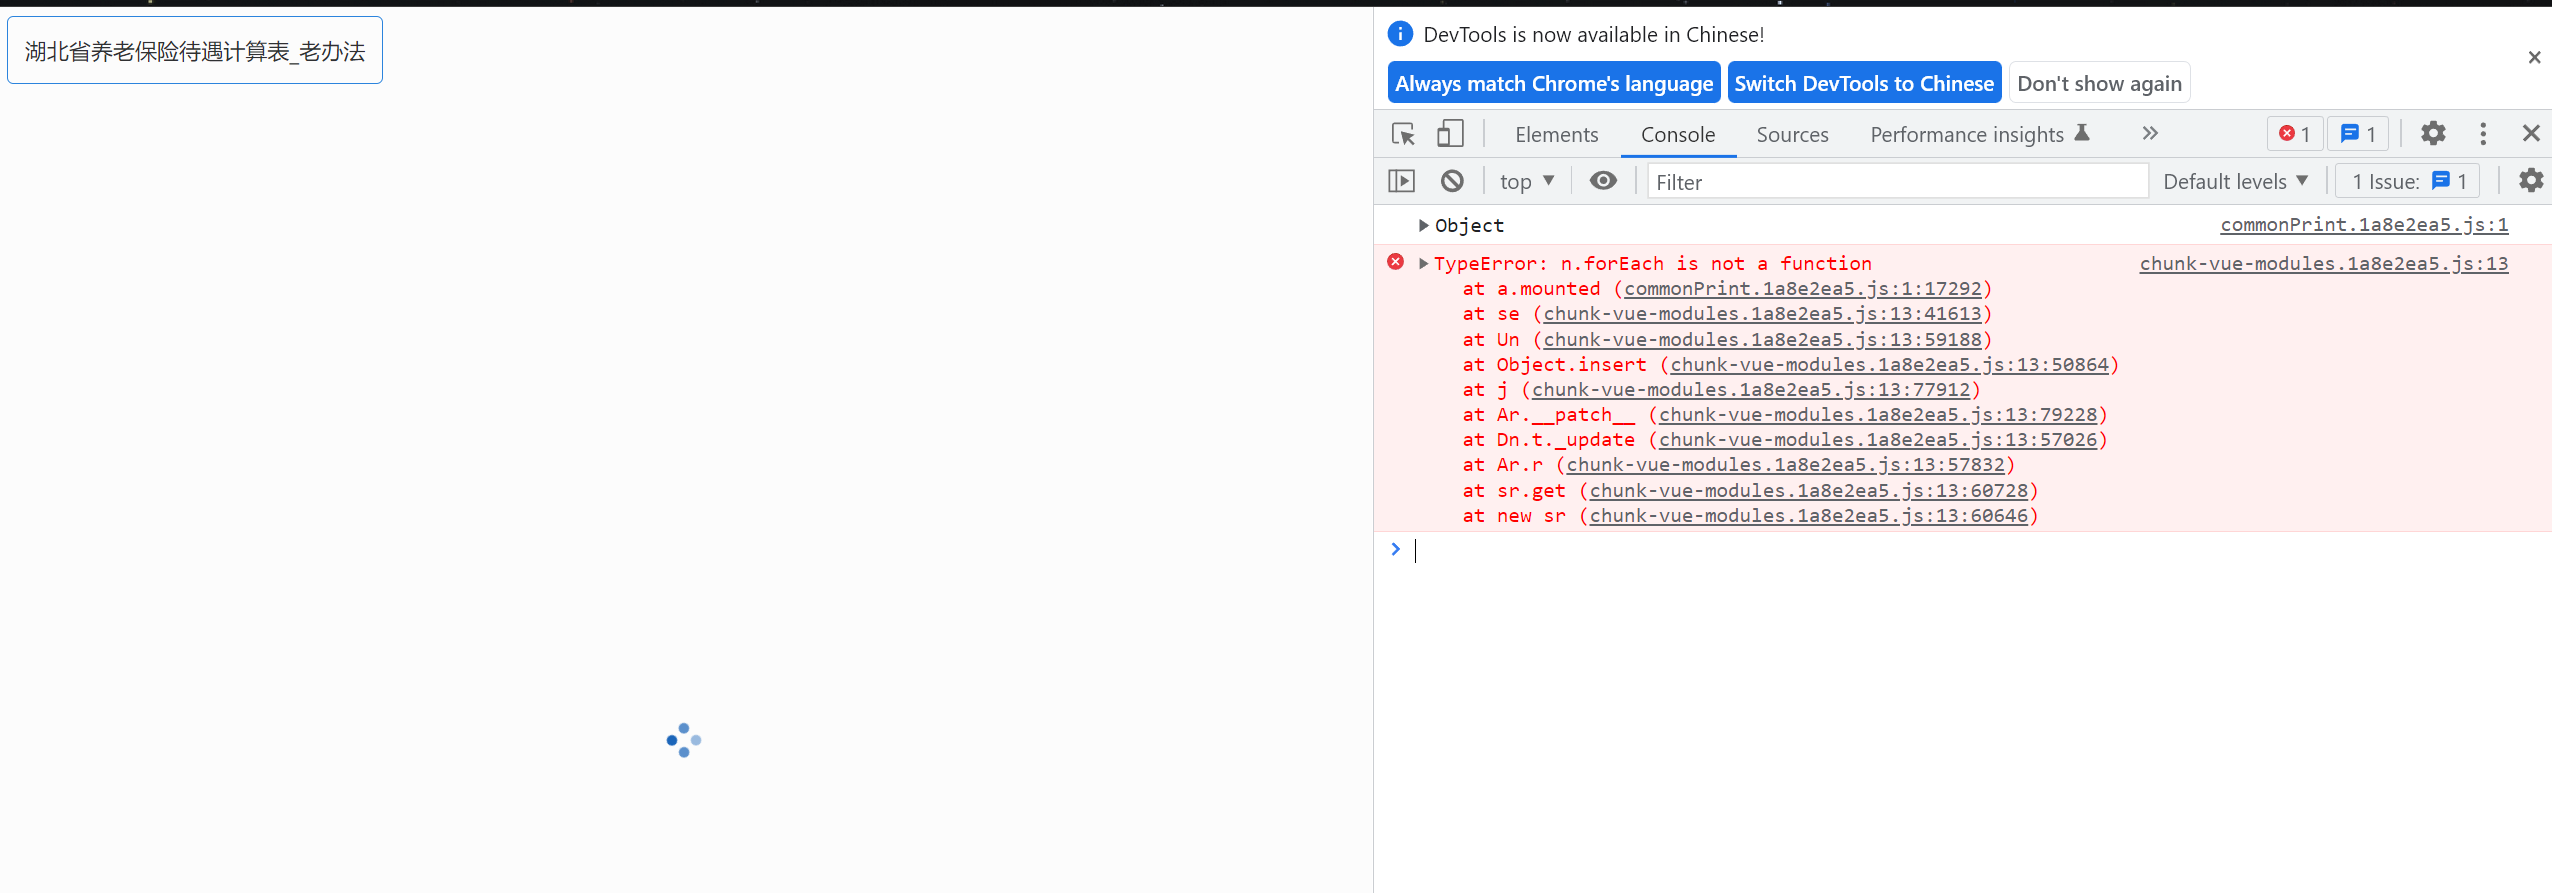 湖北省养老保险待遇计算表_老办法
DevTools is now available in Chinese!
Always match Chrome's language
Switch DevTools to Chinese
Don't show again
Elements
Console
Sources
Performance insights
1
1
top
Filter
Default levels
1 Issue:
1
Object
commonPrint.1a8e2ea5.js:1
TypeError: n.forEach is not a function
chunk-vue-modules.1a8e2ea5.js:13
at a.mounted (commonPrint.1a8e2ea5.js:1:17292)
at se (chunk-vue-modules.1a8e2ea5.js:13:41613)
at Un (chunk-vue-modules.1a8e2ea5.js:13:59188)
at Object.insert (chunk-vue-modules.1a8e2ea5.js:13:50864)
at j (chunk-vue-modules.1a8e2ea5.js:13:77912)
at Ar.__patch__ (chunk-vue-modules.1a8e2ea5.js:13:79228)
at Dn.t._update (chunk-vue-modules.1a8e2ea5.js:13:57026)
at Ar.r (chunk-vue-modules.1a8e2ea5.js:13:57832)
at sr.get (chunk-vue-modules.1a8e2ea5.js:13:60728)
at new sr (chunk-vue-modules.1a8e2ea5.js:13:60646)